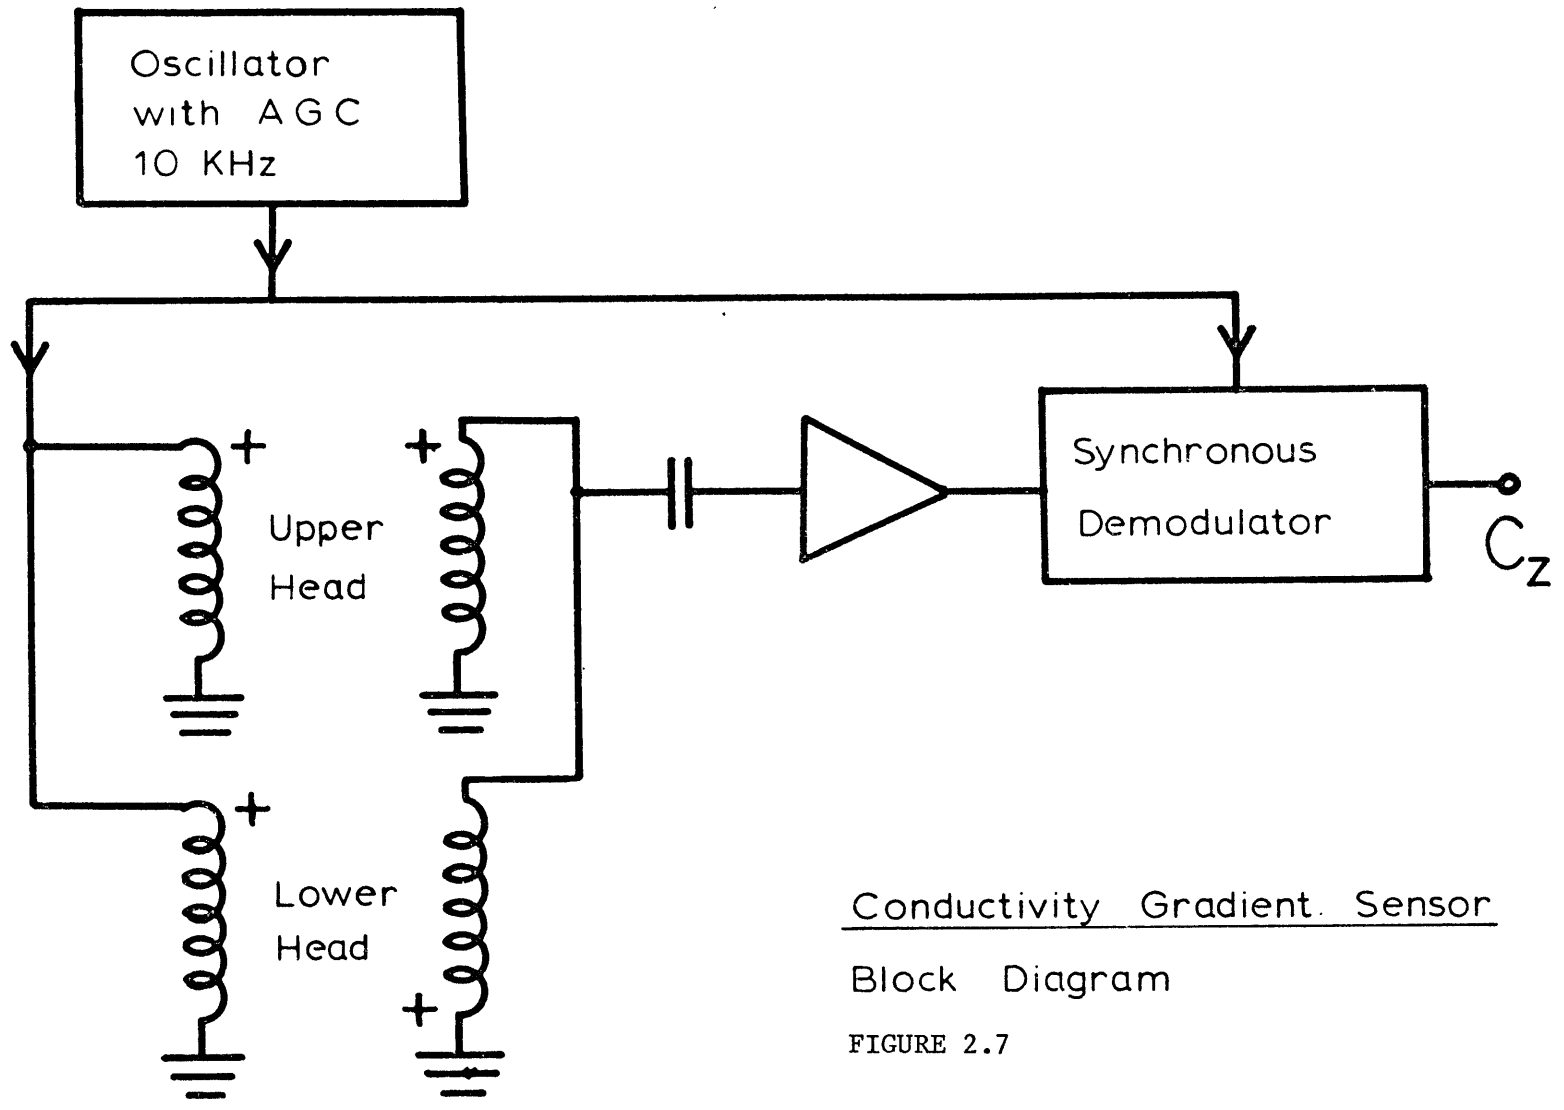 Oscillator
with AGC
10 KHz
+
+
Upper
Head
Synchronous
Demodulator
Cz
+
Lower
Head
+
Conductivity Gradient Sensor
Block Diagram
FIGURE 2.7